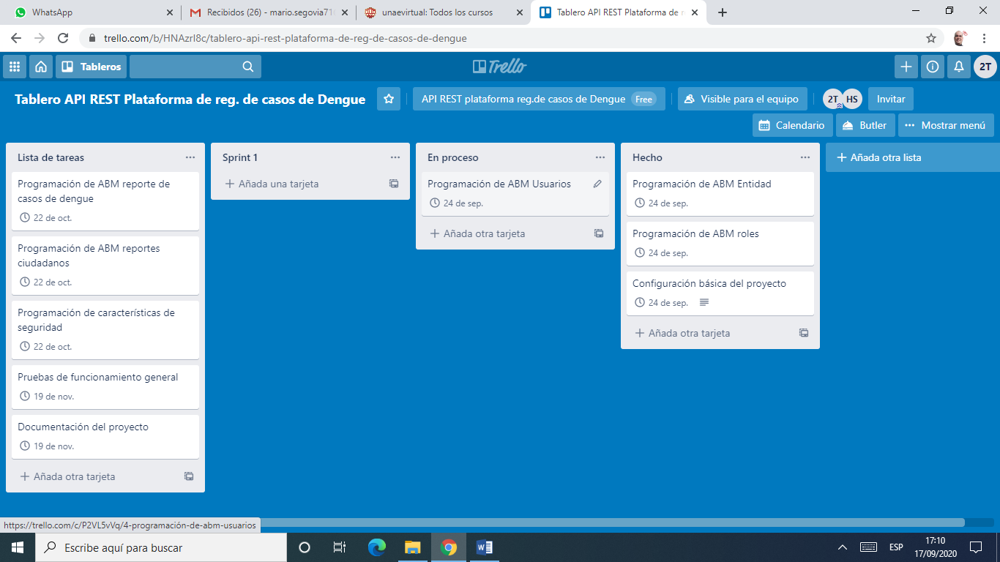 WhatsApp
Recibidos (26) - mario.segovia71
unaevirtual: Todos los cursos
Tablero API REST Plataforma de r
trello.com/b/HNAzrI8c/tablero-api-rest-plataforma-de-reg-de-casos-de-dengue
Tableros
Trello
2T
Tablero API REST Plataforma de reg. de casos de Dengue
API REST plataforma reg.de casos de Dengue Free
Visible para el equipo
2T HS
Invitar
Calendario
Butler
Mostrar menú
Lista de tareas
Programación de ABM reporte de
casos de dengue
22 de oct.
Programación de ABM reportes
ciudadanos
22 de oct.
Programación de características de
seguridad
22 de oct.
Pruebas de funcionamiento general
19 de nov.
Documentación del proyecto
19 de nov.
Añada otra tarjeta
Sprint 1
Añada una tarjeta
En proceso
Programación de ABM Usuarios
24 de sep.
Añada otra tarjeta
Hecho
Programación de ABM Entidad
24 de sep.
Programación de ABM roles
24 de sep.
Configuración básica del proyecto
24 de sep.
Añada otra tarjeta
Añada otra lista
https://trello.com/c/P2VL5vVq/4-programación-de-abm-usuarios
Escribe aquí para buscar
ESP
17:10
17/09/2020